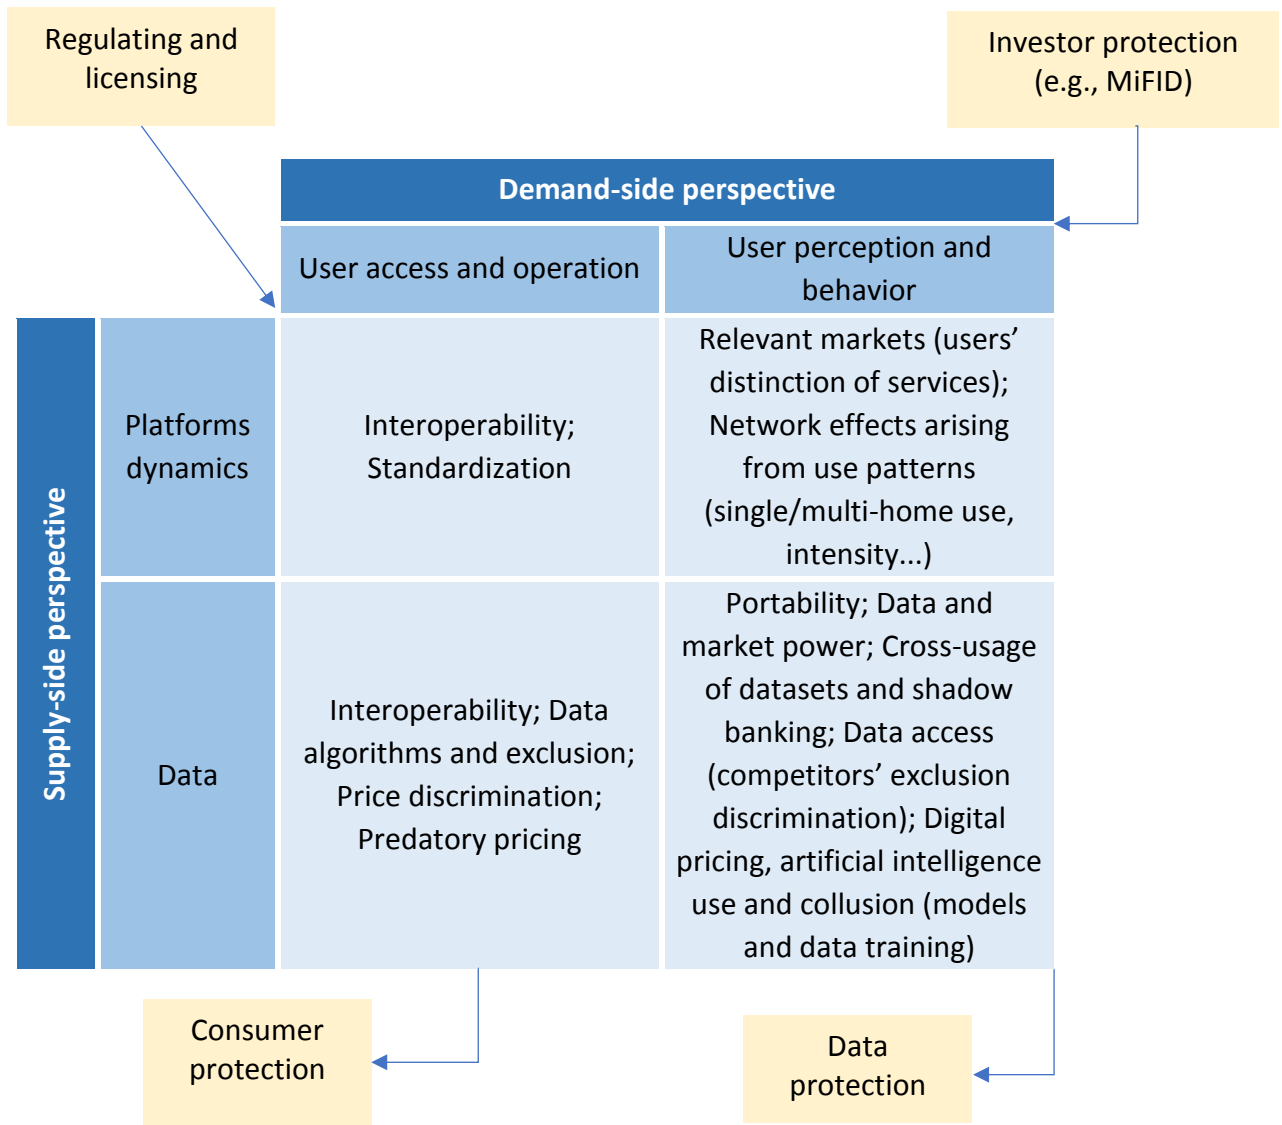 Regulating and
licensing
Investor protection
(e.g., MiFID)
Demand-side perspective
User access and operation
User perception and
behavior
Supply-side perspective
Platforms
dynamics
Interoperability;
Standardization
Relevant markets (users’
distinction of services);
Network effects arising
from use patterns
(single/multi-home use,
intensity...)
Data
Interoperability; Data
algorithms and exclusion;
Price discrimination;
Predatory pricing
Portability; Data and
market power; Cross-usage
of datasets and shadow
banking; Data access
(competitors’ exclusion
discrimination); Digital
pricing, artificial intelligence
use and collusion (models
and data training)
Consumer
protection
Data
protection